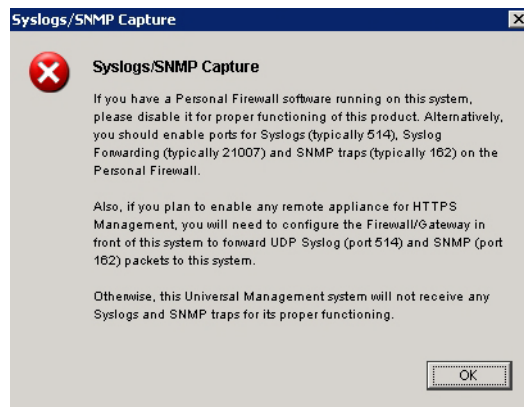 Syslogs/SNMP Capture
Syslogs/SNMP Capture
If you have a Personal Firewall software running on this system,
please disable it for proper functioning of this product. Alternatively,
you should enable ports for Syslogs (typically 514), Syslog
Forwarding (typically 21007) and SNMP traps (typically 162) on the
Personal Firewall.
Also, if you plan to enable any remote appliance for HTTPS
Management, you will need to configure the Firewall/Gateway in
front of this system to forward UDP Syslog (port 514) and SNMP (port
162) packets to this system.
Otherwise, this Universal Management system will not receive any
Syslogs and SNMP traps for its proper functioning.
OK